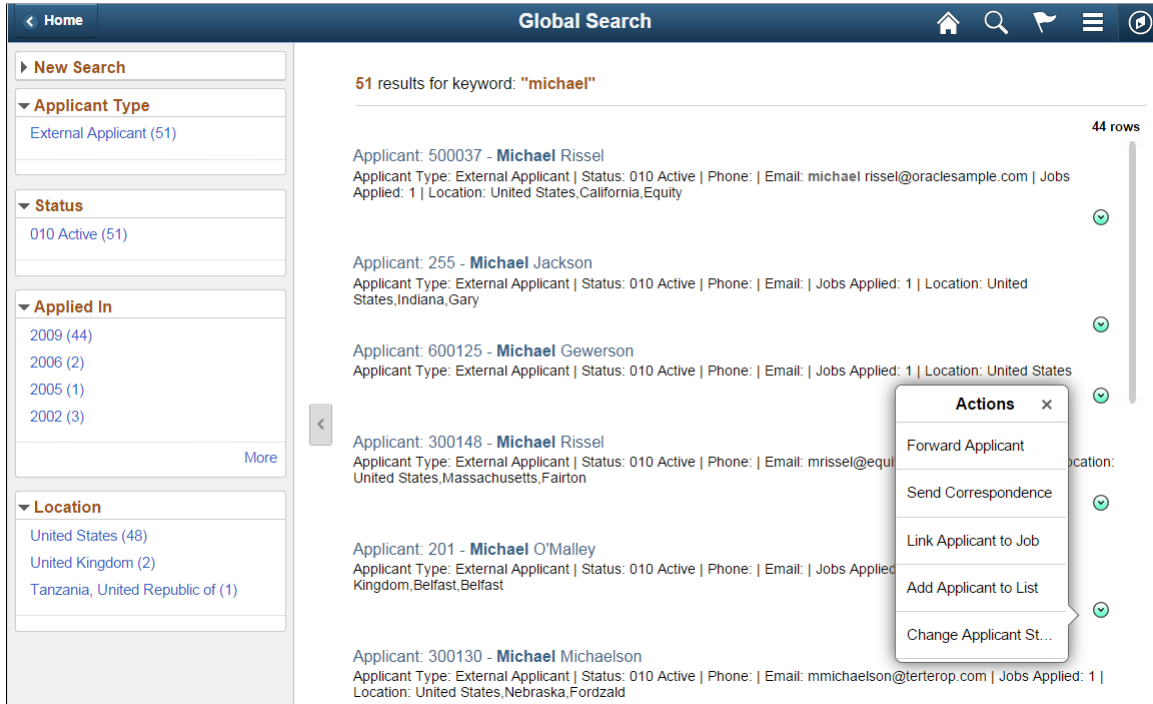 Home
Global Search
New Search
Applicant Type
External Applicant (51)
Status
010 Active (51)
Applied In
2009 (44)
2006 (2)
2005 (1)
2002 (3)
More
Location
United States (48)
United Kingdom (2)
Tanzania, United Republic of (1)
51 results for keyword: "michael"
44 rows
Applicant: 500037 - Michael Rissel
Applicant Type: External Applicant | Status: 010 Active | Phone: | Email: michael rissel@oraclesample.com | Jobs
Applied: 1 | Location: United States,California,Equity
Applicant: 255 - Michael Jackson
Applicant Type: External Applicant | Status: 010 Active | Phone: | Email: | Jobs Applied: 1 | Location: United
States,Indiana,Gary
Applicant: 600125 - Michael Gewerson
Applicant Type: External Applicant | Status: 010 Active | Phone: | Email: | Jobs Applied: 1 | Location: United States
Applicant: 300148 - Michael Rissel
Applicant Type: External Applicant | Status: 010 Active | Phone: | Email: mrissel@equi ocation:
United States,Massachusetts,Fairton
Applicant: 201 - Michael O'Malley
Applicant Type: External Applicant | Status: 010 Active | Phone: | Email: | Jobs Applied
Kingdom,Belfast,Belfast
Applicant: 300130 - Michael Michaelson
Applicant Type: External Applicant | Status: 010 Active | Phone: | Email: mmichaelson@terterop.com | Jobs Applied: 1 |
Location: United States,Nebraska,Fordzald
Actions ×
Forward Applicant
Send Correspondence
Link Applicant to Job
Add Applicant to List
Change Applicant St...